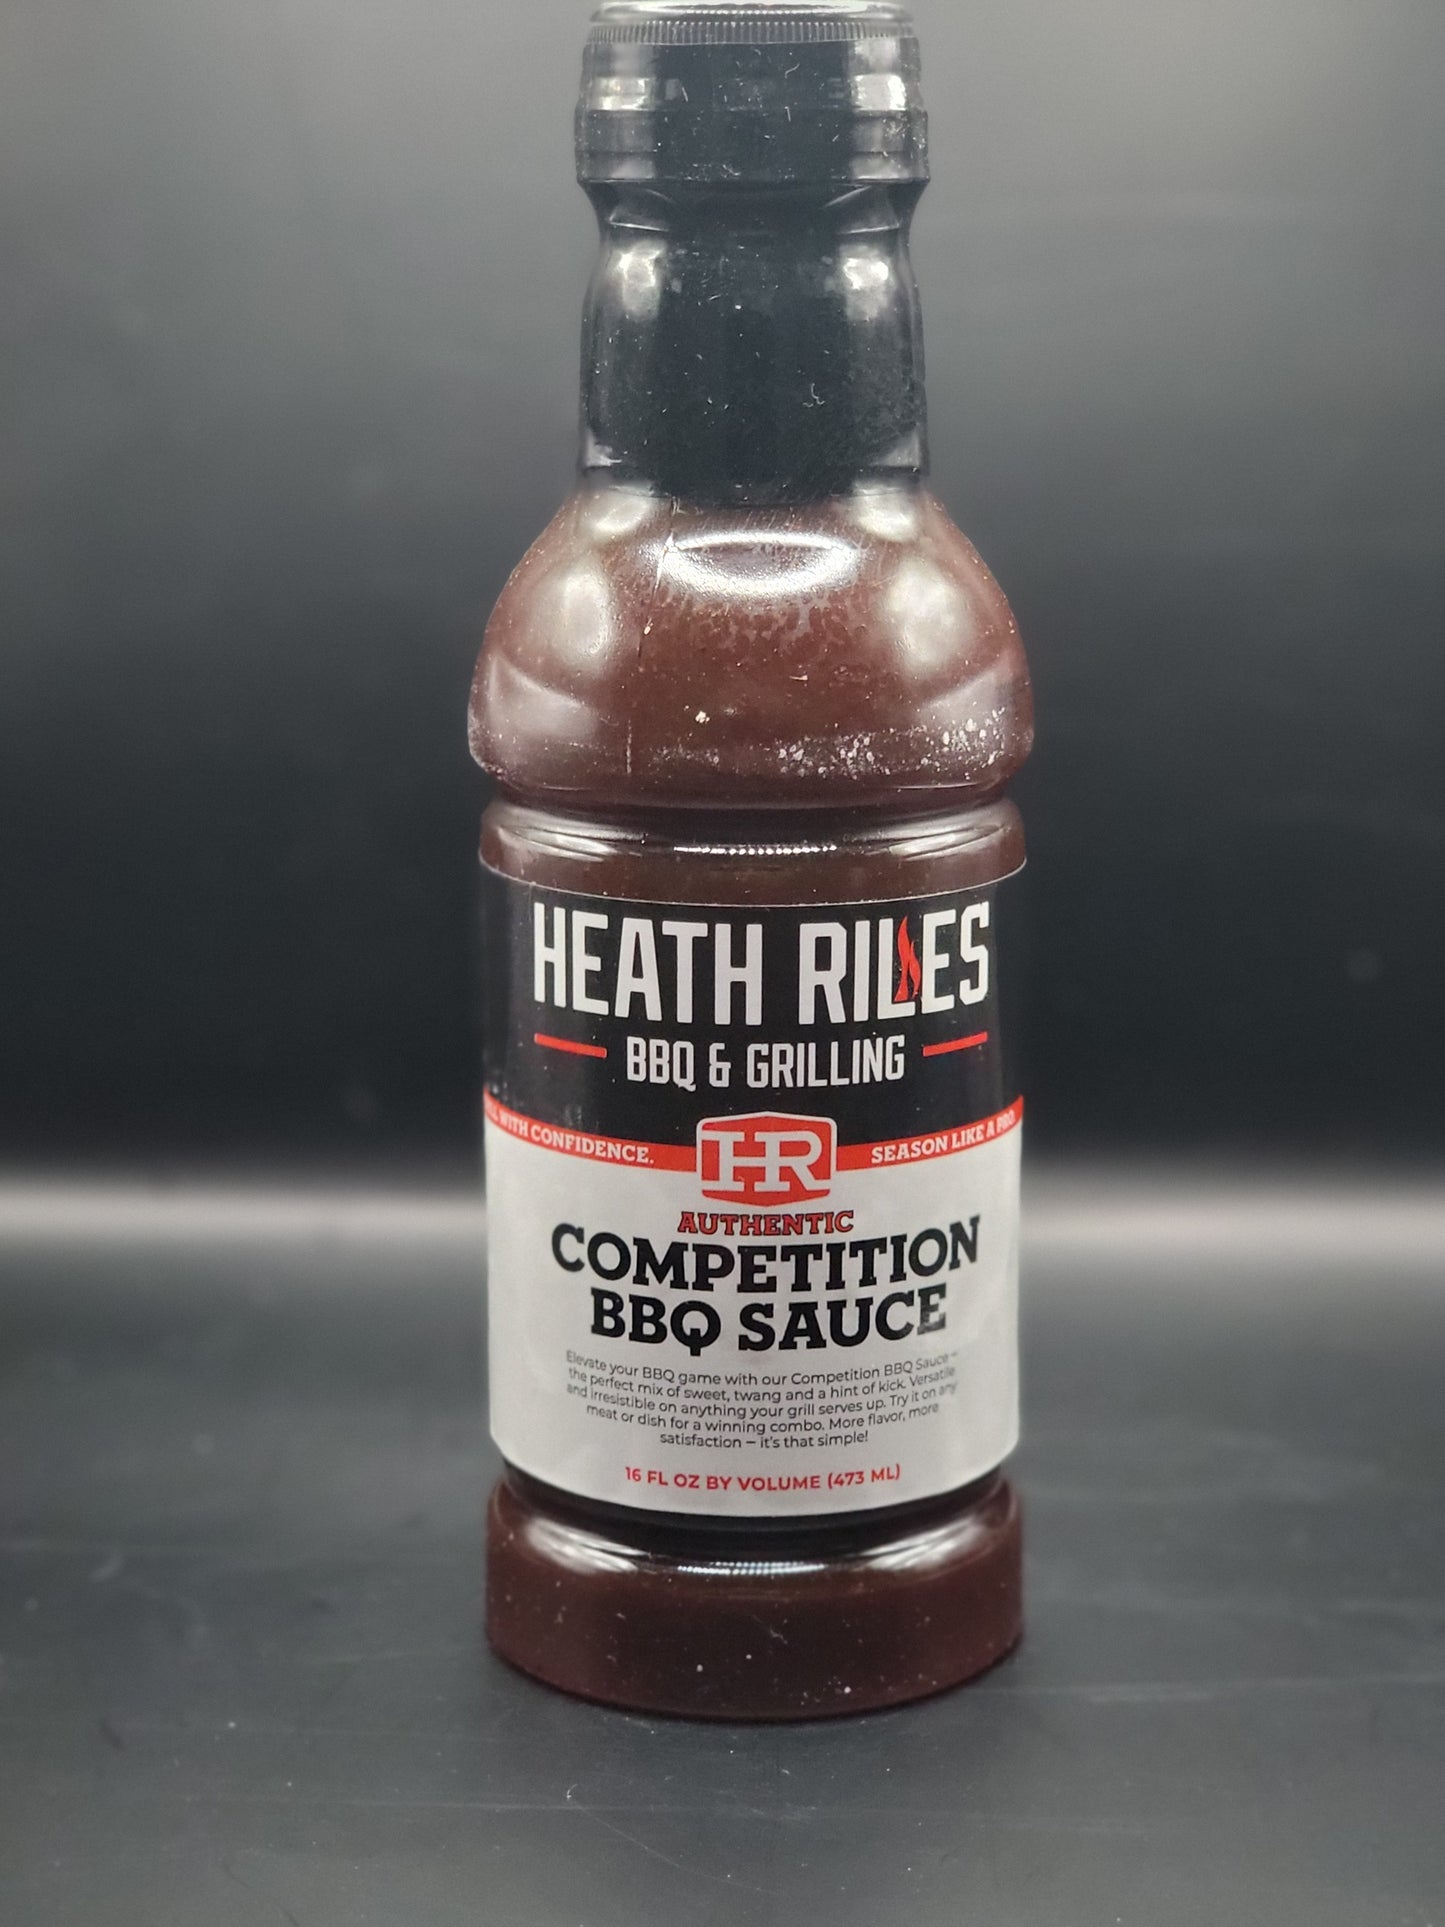 HEATH RILES
BBQ & GRILLING
WITH CONFIDENCE.
HR
SEASON LIKE A PRO.
AUTHENTIC
COMPETITION
BBQ SAUCE
Elevate your BBQ game with our Competition BBQ Sauce –
the perfect mix of sweet, twang and a hint of kick. Versatile
and irresistible on anything your grill serves up. Try it on any
meat or dish for a winning combo. More flavor, more
satisfaction – it's that simple!
16 FL OZ BY VOLUME (473 ML)